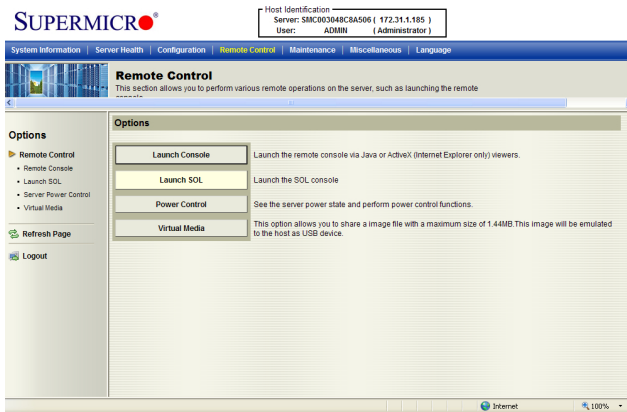 SUPERMICR®
Host Identification
Server: SMC003048C8A506 ( 172.31.1.185 )
User: ADMIN ( Administrator )
System Information | Server Health | Configuration | Remote Control | Maintenance | Miscellaneous | Language
Remote Control
This section allows you to perform various remote operations on the server, such as launching the remote
console.
Options
Remote Control
• Remote Console
• Launch SOL
• Server Power Control
• Virtual Media
Refresh Page
Logout
Options
Launch Console
Launch the remote console via Java or ActiveX (Internet Explorer only) viewers.
Launch SOL
Launch the SOL console
Power Control
See the server power state and perform power control functions.
Virtual Media
This option allows you to share a image file with a maximum size of 1.44MB.This image will be emulated
to the host as USB device.
Internet
100%